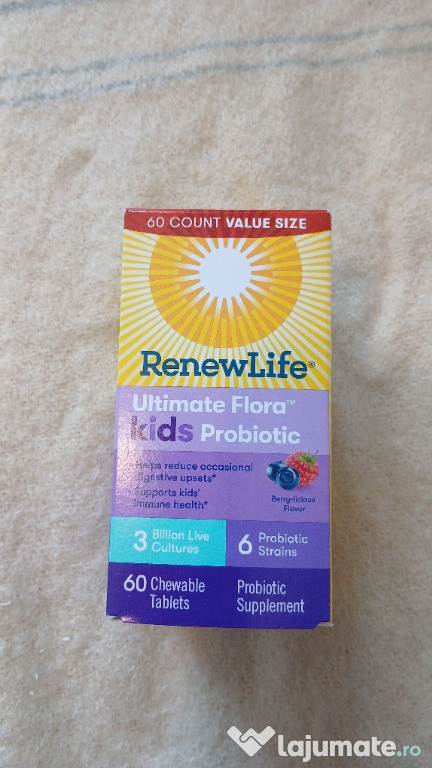 60 COUNT VALUE SIZE
RenewLife®
Ultimate Flora™
kids Probiotic
Helps reduce occasional
digestive upsets*
Supports kids'
immune health*
Berry-licious
Flavor
3 Billion Live
Cultures
6 Probiotic
Strains
60 Chewable
Tablets
Probiotic
Supplement
lajumate.ro